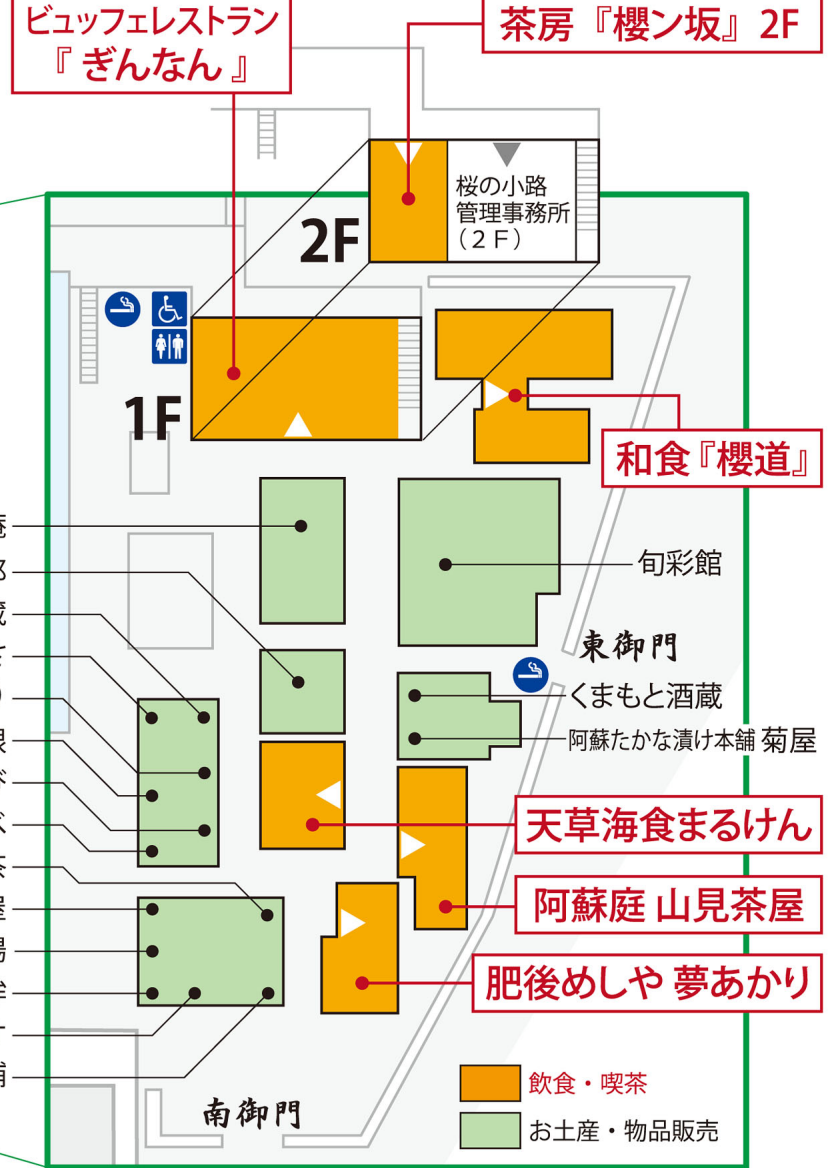 ビュッフェレストラン
『 ぎんなん 』
茶房『櫻ン坂』 2F
桜の小路
管理事務所
（２Ｆ）
2F
1F
和食『櫻道』
旬彩館
東御門
くまもと酒蔵
阿蘇たかな漬け本舗 菊屋
天草海食まるけん
阿蘇庭 山見茶屋
肥後めしや 夢あかり
南御門
飲食・喫茶
お土産・物品販売